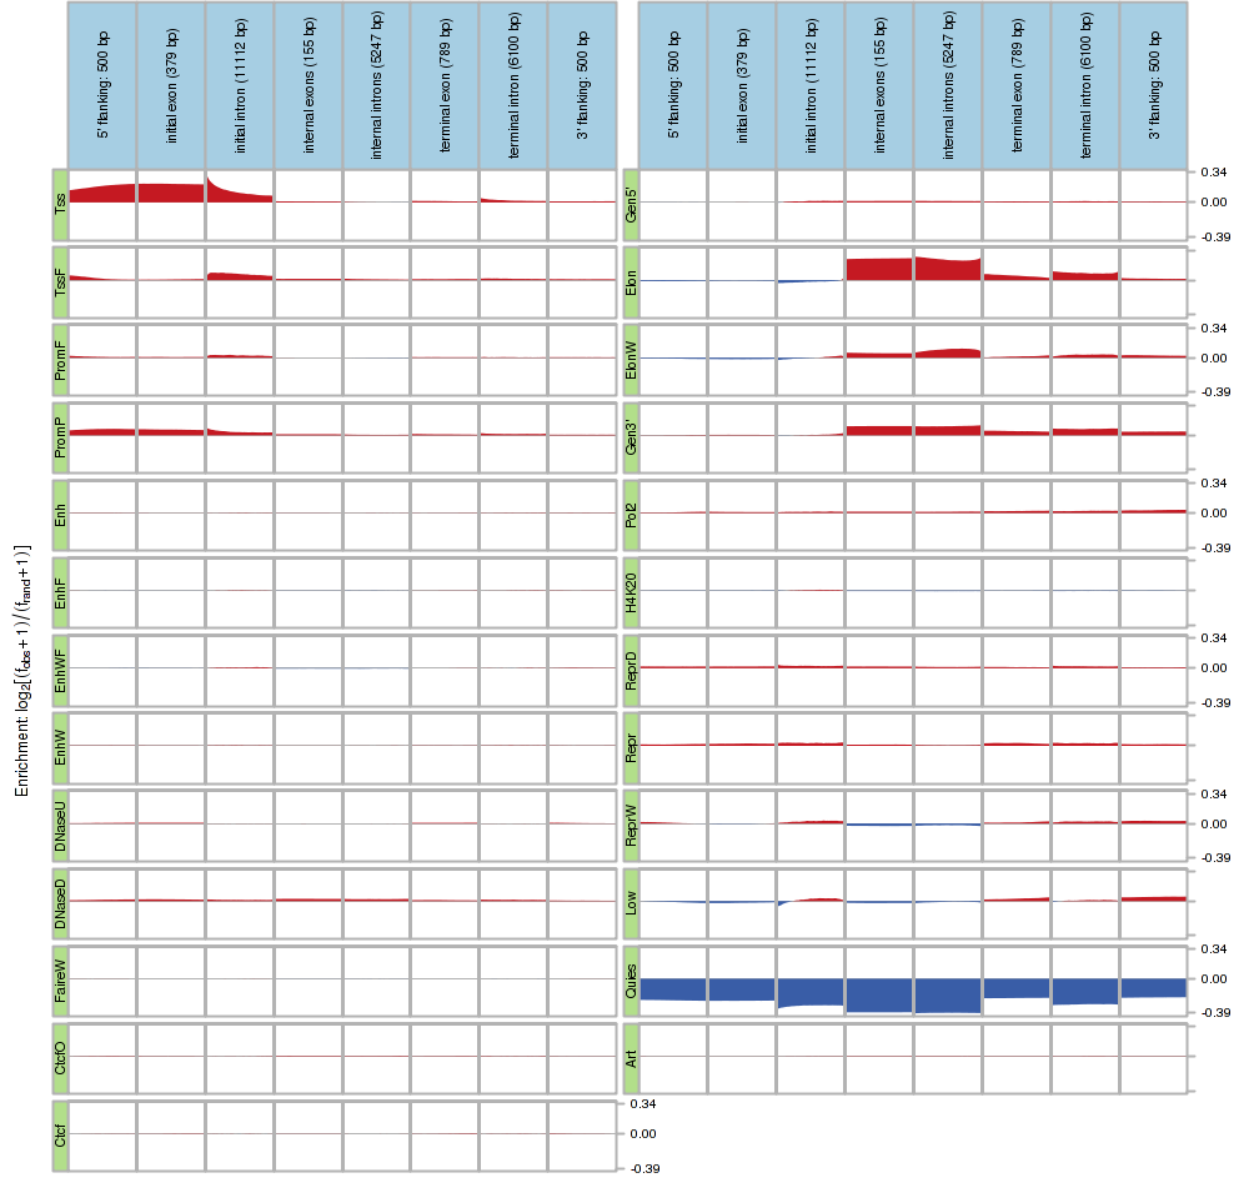 5' flanking: 500 bp
initial exon (379 bp)
initial intron (11112 bp)
internal exons (155 bp)
internal introns (5247 bp)
terminal exon (789 bp)
terminal intron (6100 bp)
3' flanking: 500 bp
5' flanking: 500 bp
initial exon (379 bp)
initial intron (11112 bp)
internal exons (155 bp)
internal introns (5247 bp)
terminal exon (789 bp)
terminal intron (6100 bp)
3' flanking: 500 bp
Enrichment: log2[(fobs+1)/(frand+1)]
Tss
Gen5'
0.34
0.00
-0.39
TssF
Elon
PromF
ElonW
0.34
0.00
-0.39
PromP
Gen3'
Enh
Pol2
0.34
0.00
-0.39
EnhF
H4K20
EnhWF
ReprD
0.34
0.00
-0.39
EnhW
Repr
DNaseU
ReprW
0.34
0.00
-0.39
DNaseD
Low
FaireW
Quies
0.34
0.00
-0.39
CtcfO
Art
Ctcf
0.34
0.00
-0.39